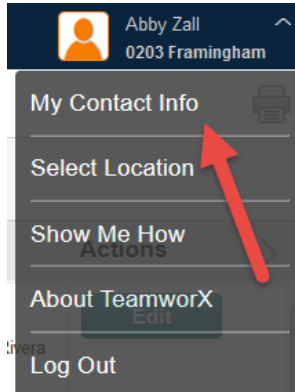 Abby Zall
0203 Framingham
My Contact Info
Select Location
Show Me How
Actions
About TeamworX
Edit
Log Out